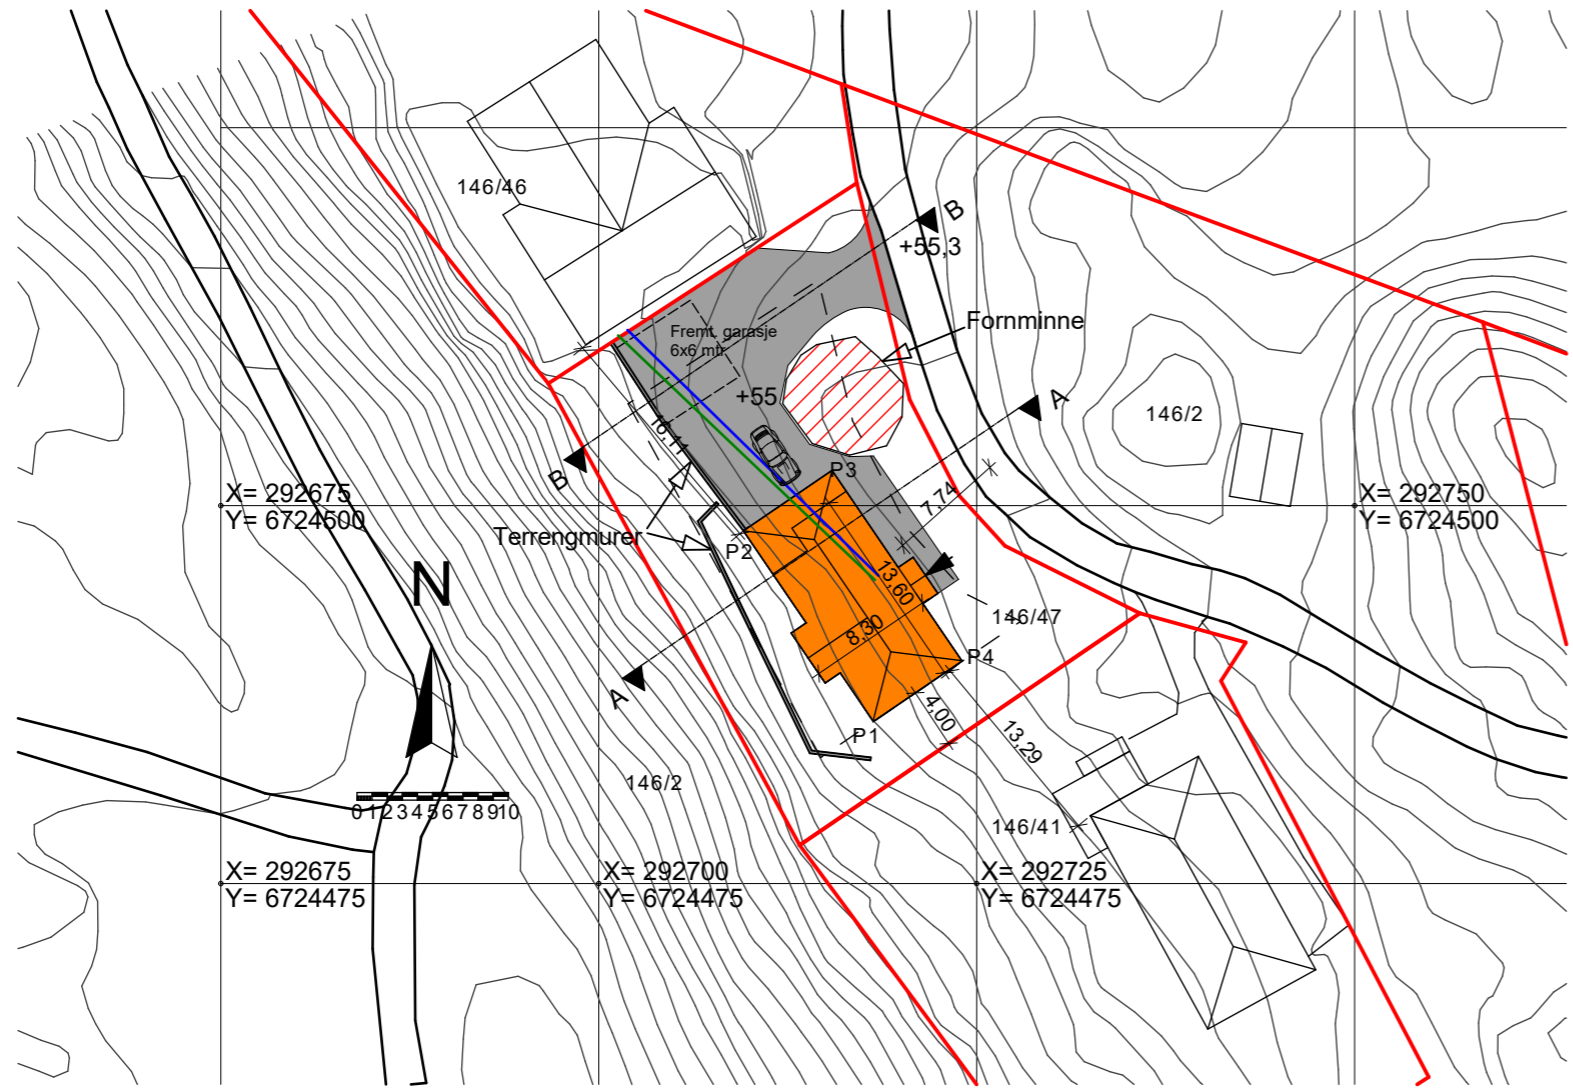 146/46
B
+55,3
Fornminne
Fremt. garasje
6x6 mtr.
+55
A
146/2
16,11
P3
B
7,74
X= 292675
Y= 6724500
X= 292750
Y= 6724500
Terrengmurer
P2
N
13,60
146/47
8,30
P4
A
4,00
P1
13,29
146/2
0 1 2 3 4 5 6 7 8 9 10
146/41
X= 292675
Y= 6724475
X= 292700
Y= 6724475
X= 292725
Y= 6724475